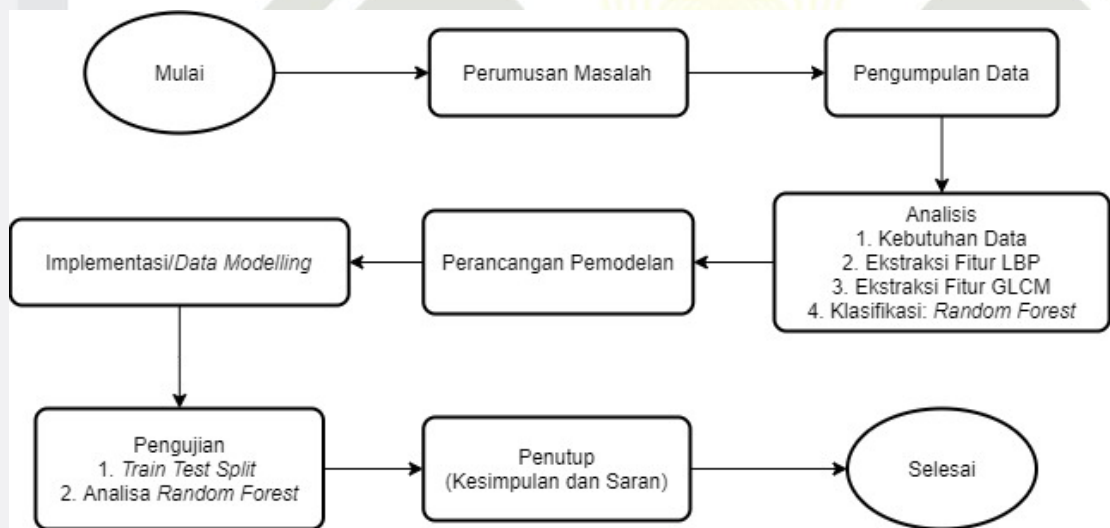 Mulai
Perumusan Masalah
Pengumpulan Data
Analisis
1. Kebutuhan Data
2. Ekstraksi Fitur LBP
3. Ekstraksi Fitur GLCM
4. Klasifikasi: Random Forest
Perancangan Pemodelan
Implementasi/Data Modelling
Pengujian
1. Train Test Split
2. Analisa Random Forest
Penutup
(Kesimpulan dan Saran)
Selesai